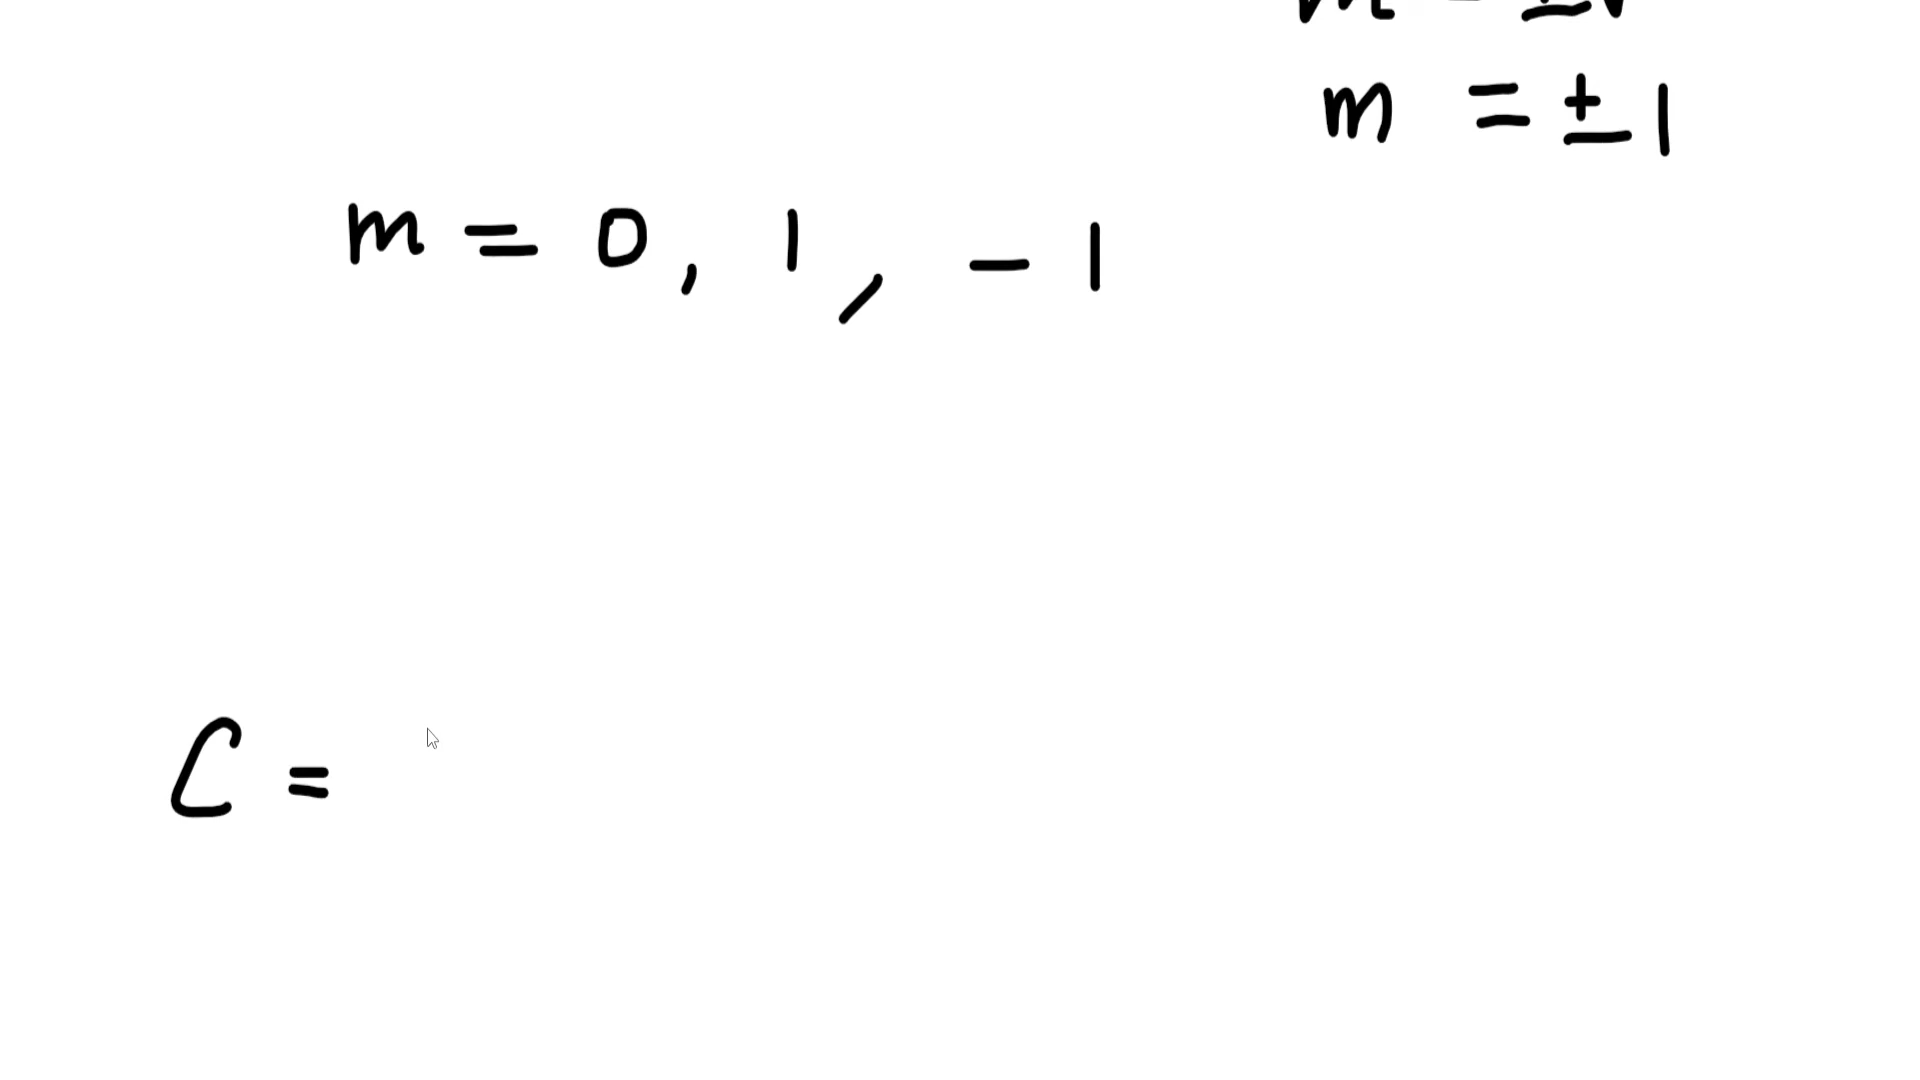 m = ±1
m = 0, 1, -1
C =